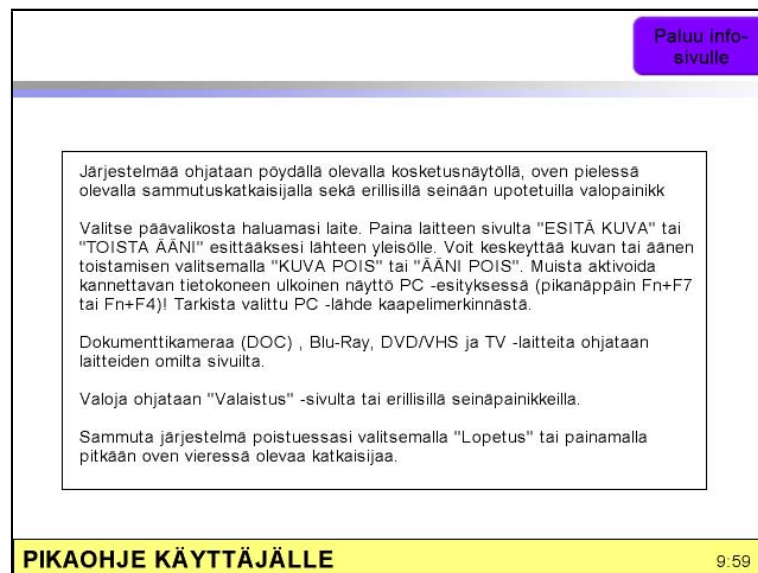 Paluu info-
sivulle
Järjestelmää ohjataan pöydällä olevalla kosketusnäytöllä, oven pielessä
olevalla sammutuskatkaisijalla sekä erillisillä seinään upotetuilla valopainikk
Valitse päävalikosta haluamasi laite. Paina laitteen sivulta "ESITÄ KUVA" tai
"TOISTA ÄÄNI" esittääksesi lähteen yleisölle. Voit keskeyttää kuvan tai äänen
toistamisen valitsemalla "KUVA POIS" tai "ÄÄNI POIS". Muista aktivoida
kannettavan tietokoneen ulkoinen näyttö PC -esityksessä (pikanäppäin Fn+F7
tai Fn+F4)! Tarkista valittu PC -lähde kaapelimerkinnästä.
Dokumenttikameraa (DOC) , Blu-Ray, DVD/VHS ja TV -laitteita ohjataan
laitteiden omilta sivuilta.
Valoja ohjataan "Valaistus" -sivulta tai erillisillä seinäpainikkeilla.
Sammuta järjestelmä poistuessasi valitsemalla "Lopetus" tai painamalla
pitkään oven vieressä olevaa katkaisijaa.
PIKAOHJE KÄYTTÄJÄLLE
9:59